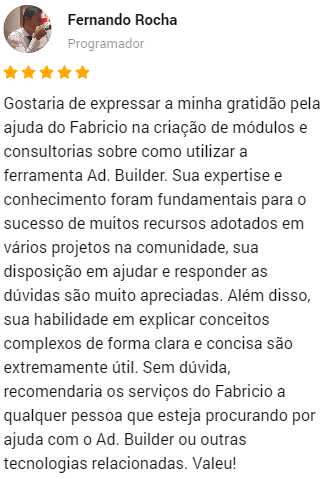 Fernando Rocha
Programador
Gostaria de expressar a minha gratidão pela
ajuda do Fabricio na criação de módulos e
consultorias sobre como utilizar a
ferramenta Ad. Builder. Sua expertise e
conhecimento foram fundamentais para o
sucesso de muitos recursos adotados em
vários projetos na comunidade, sua
disposição em ajudar e responder as
dúvidas são muito apreciadas. Além disso,
sua habilidade em explicar conceitos
complexos de forma clara e concisa são
extremamente útil. Sem dúvida,
recomendaria os serviços do Fabricio a
qualquer pessoa que esteja procurando por
ajuda com o Ad. Builder ou outras
tecnologias relacionadas. Valeu!